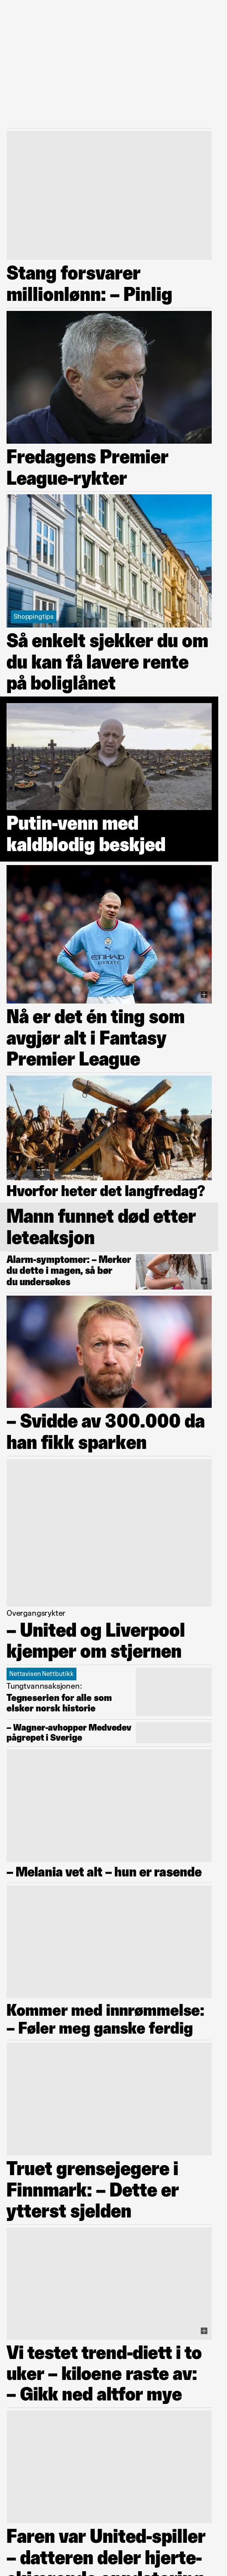 Stang forsvarer
millionlønn: – Pinlig
Fredagens Premier
League-rykter
Shoppingtips
Så enkelt sjekker du om
du kan få lavere rente
på boliglånet
Putin-venn med
kaldblodig beskjed
ETIHAD
AIRWAYS
Nå er det én ting som
avgjør alt i Fantasy
Premier League
Hvorfor heter det langfredag?
Mann funnet død etter
leteaksjon
Alarm-symptomer: – Merker
du dette i magen, så bør
du undersøkes
– Svidde av 300.000 da
han fikk sparken
Overgangsrykter
– United og Liverpool
kjemper om stjernen
Nettavisen Nettbutikk
Tungtvannsaksjonen:
Tegneserien for alle som
elsker norsk historie
– Wagner-avhopper Medvedev
pågrepet i Sverige
– Melania vet alt – hun er rasende
Kommer med innrømmelse:
– Føler meg ganske ferdig
Truet grensejegere i
Finnmark: – Dette er
ytterst sjelden
Vi testet trend-diett i to
uker – kiloene raste av:
– Gikk ned altfor mye
Faren var United-spiller
– datteren deler hjerte-